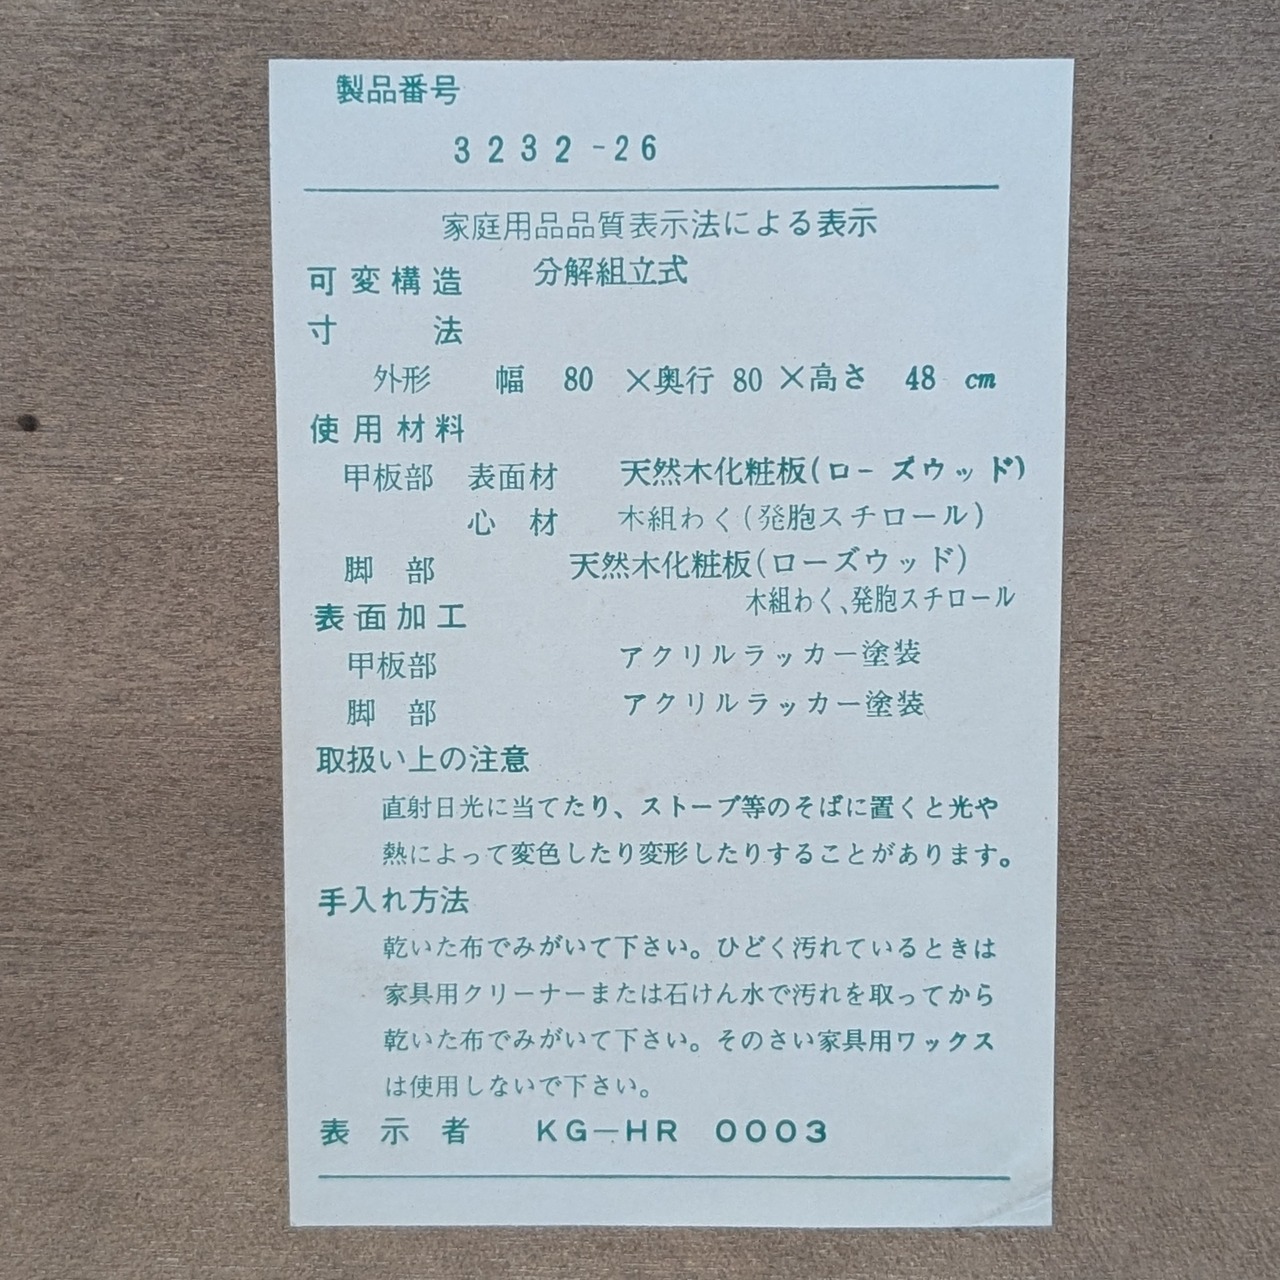 製品番号
3232-26
家庭用品品質表示法による表示
可変構造 分解組立式
寸法
外形 幅 80 ×奥行 80 ×高さ 48 cm
使用材料
甲板部 表面材 天然木化粧板(ローズウッド)
心材 木組わく(発胞スチロール)
脚部 天然木化粧板(ローズウッド)
木組わく、発胞スチロール
表面加工
甲板部 アクリルラッカー塗装
脚部 アクリルラッカー塗装
取扱い上の注意
直射日光に当てたり、ストーブ等のそばに置くと光や
熱によって変色したり変形したりすることがあります。
手入れ方法
乾いた布でみがいて下さい。ひどく汚れているときは
家具用クリーナーまたは石けん水で汚れを取ってから
乾いた布でみがいて下さい。そのさい家具用ワックス
は使用しないで下さい。
表示者 KG-HR 0003